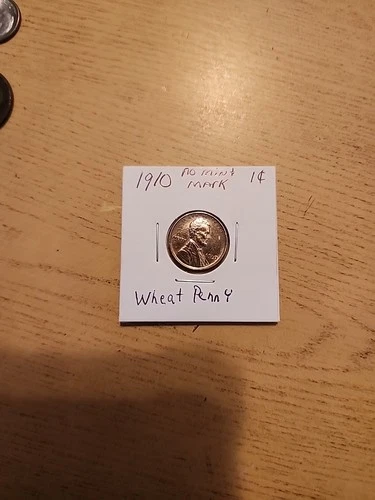 1910 no mint 1¢
mark
Wheat Penny